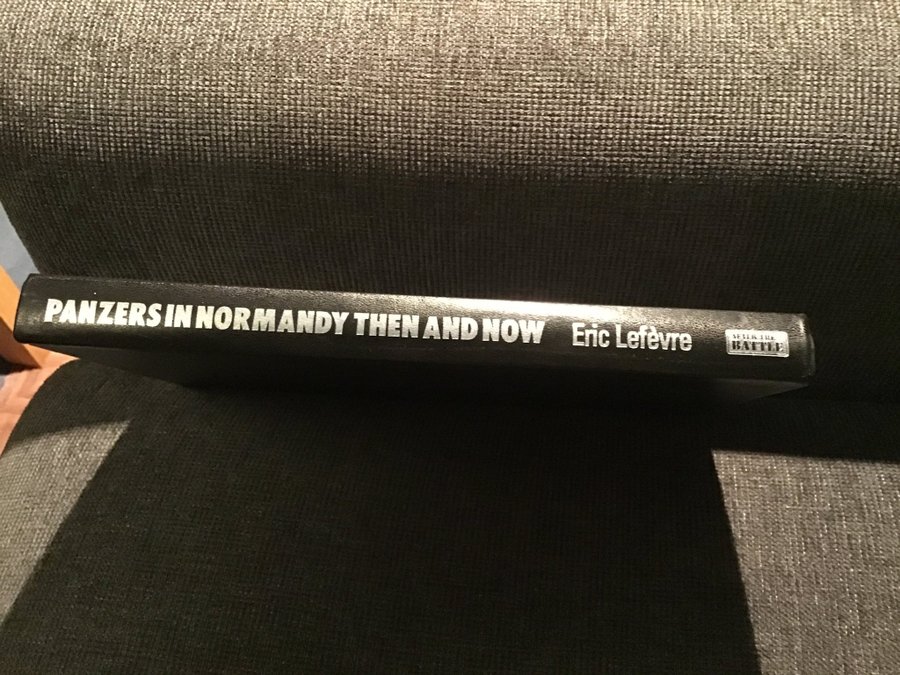 PANZERS IN NORMANDY THEN AND NOW Eric Lefèvre AFTER THE BATTLE